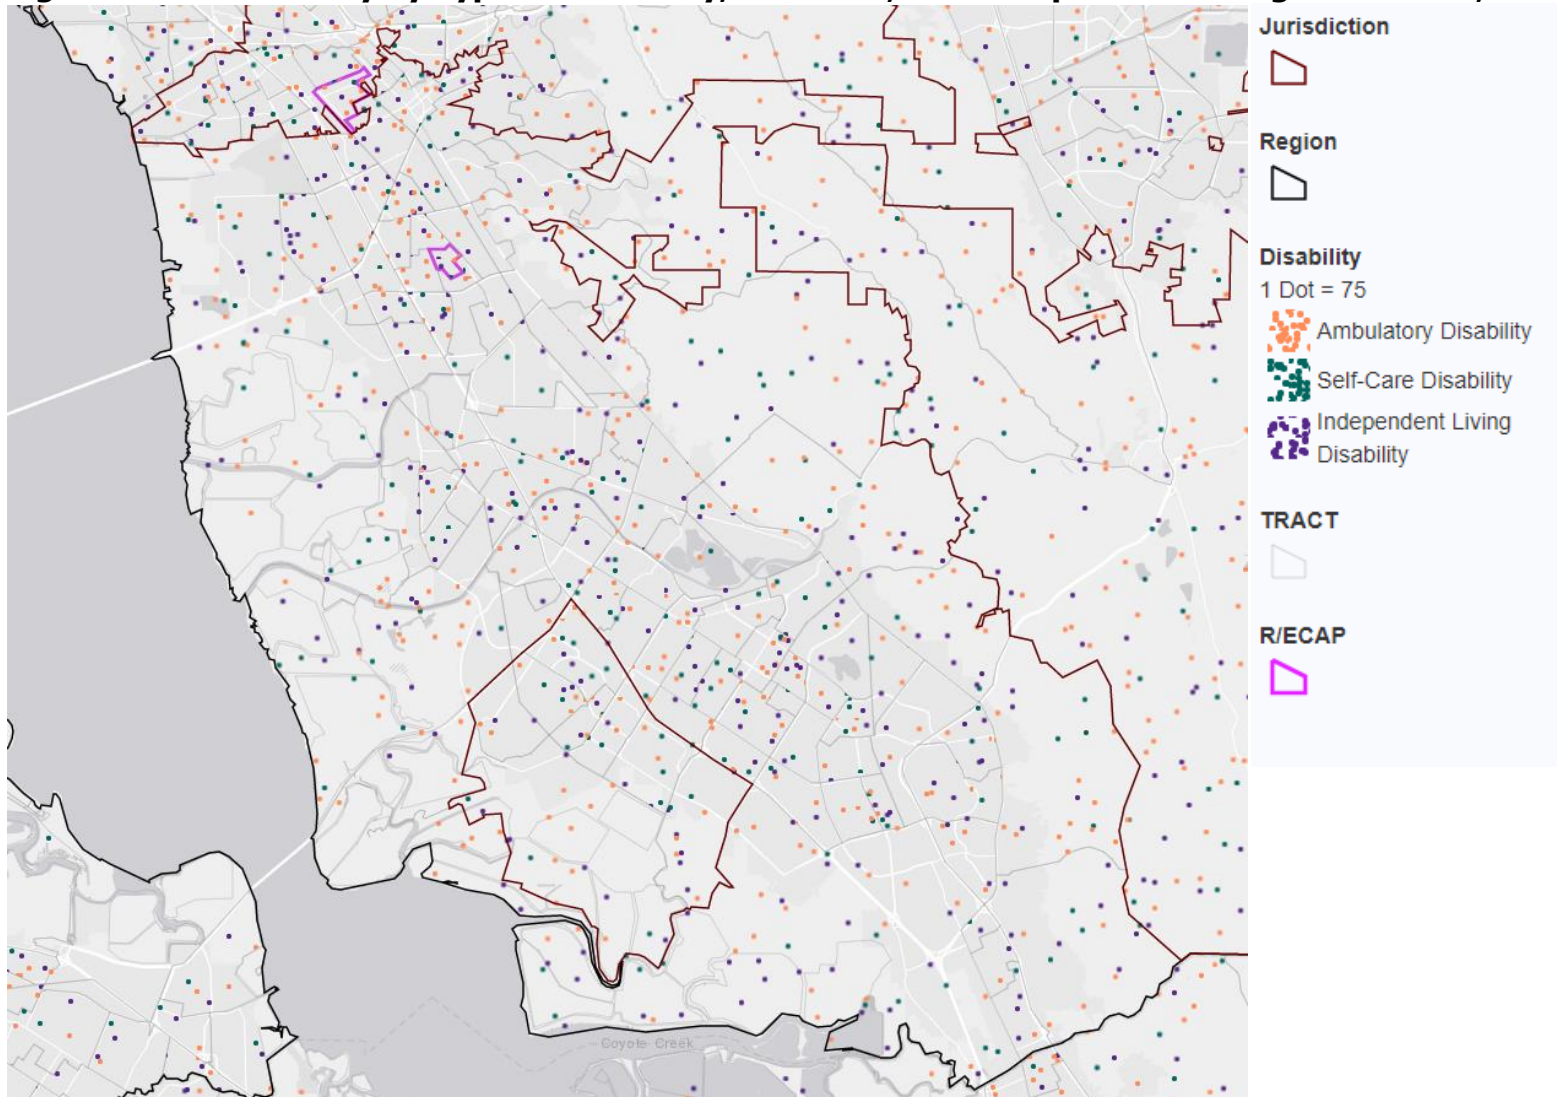 Jurisdiction
Region
Disability
1 Dot = 75
Ambulatory Disability
Self-Care Disability
Independent Living
Disability
TRACT
R/ECAP
Coyote Creek